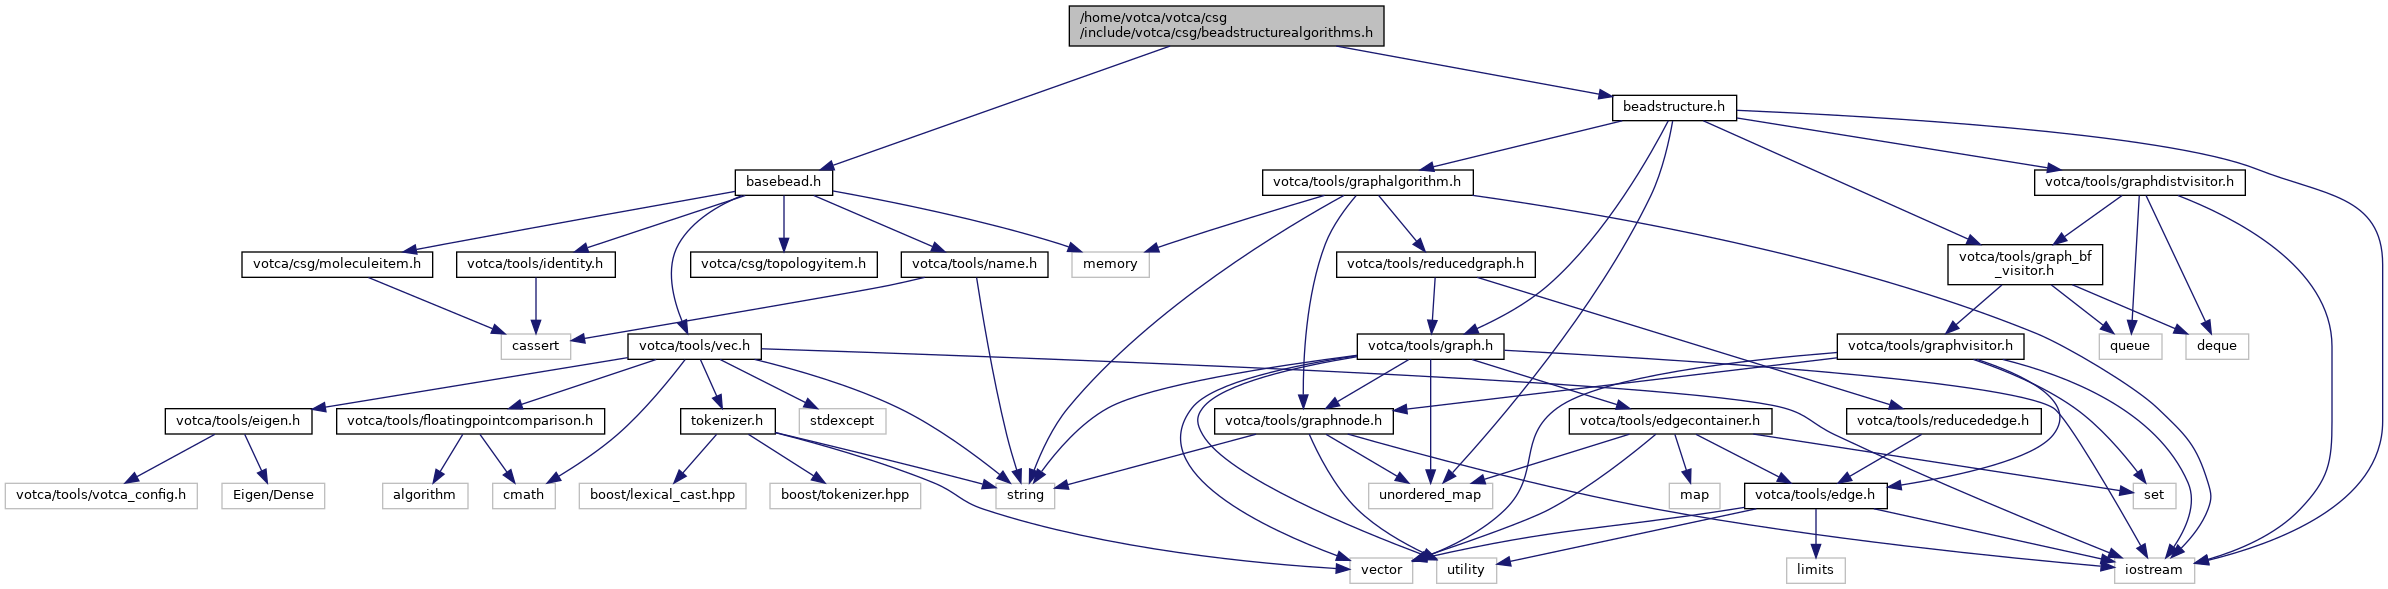 /home/votca/votca/csg
/include/votca/csg/beadstructurealgorithms.h
beadstructure.h
basebead.h
votca/tools/graphalgorithm.h
votca/tools/graphdistvisitor.h
votca/csg/moleculeitem.h
votca/tools/identity.h
votca/csg/topologyitem.h
votca/tools/name.h
memory
votca/tools/reducedgraph.h
votca/tools/graph_bf
_visitor.h
cassert
votca/tools/vec.h
votca/tools/graph.h
votca/tools/graphvisitor.h
queue
deque
votca/tools/eigen.h
votca/tools/floatingpointcomparison.h
tokenizer.h
stdexcept
votca/tools/graphnode.h
votca/tools/edgecontainer.h
votca/tools/reducededge.h
votca/tools/votca_config.h
Eigen/Dense
algorithm
cmath
boost/lexical_cast.hpp
boost/tokenizer.hpp
string
unordered_map
map
votca/tools/edge.h
set
vector
utility
limits
iostream